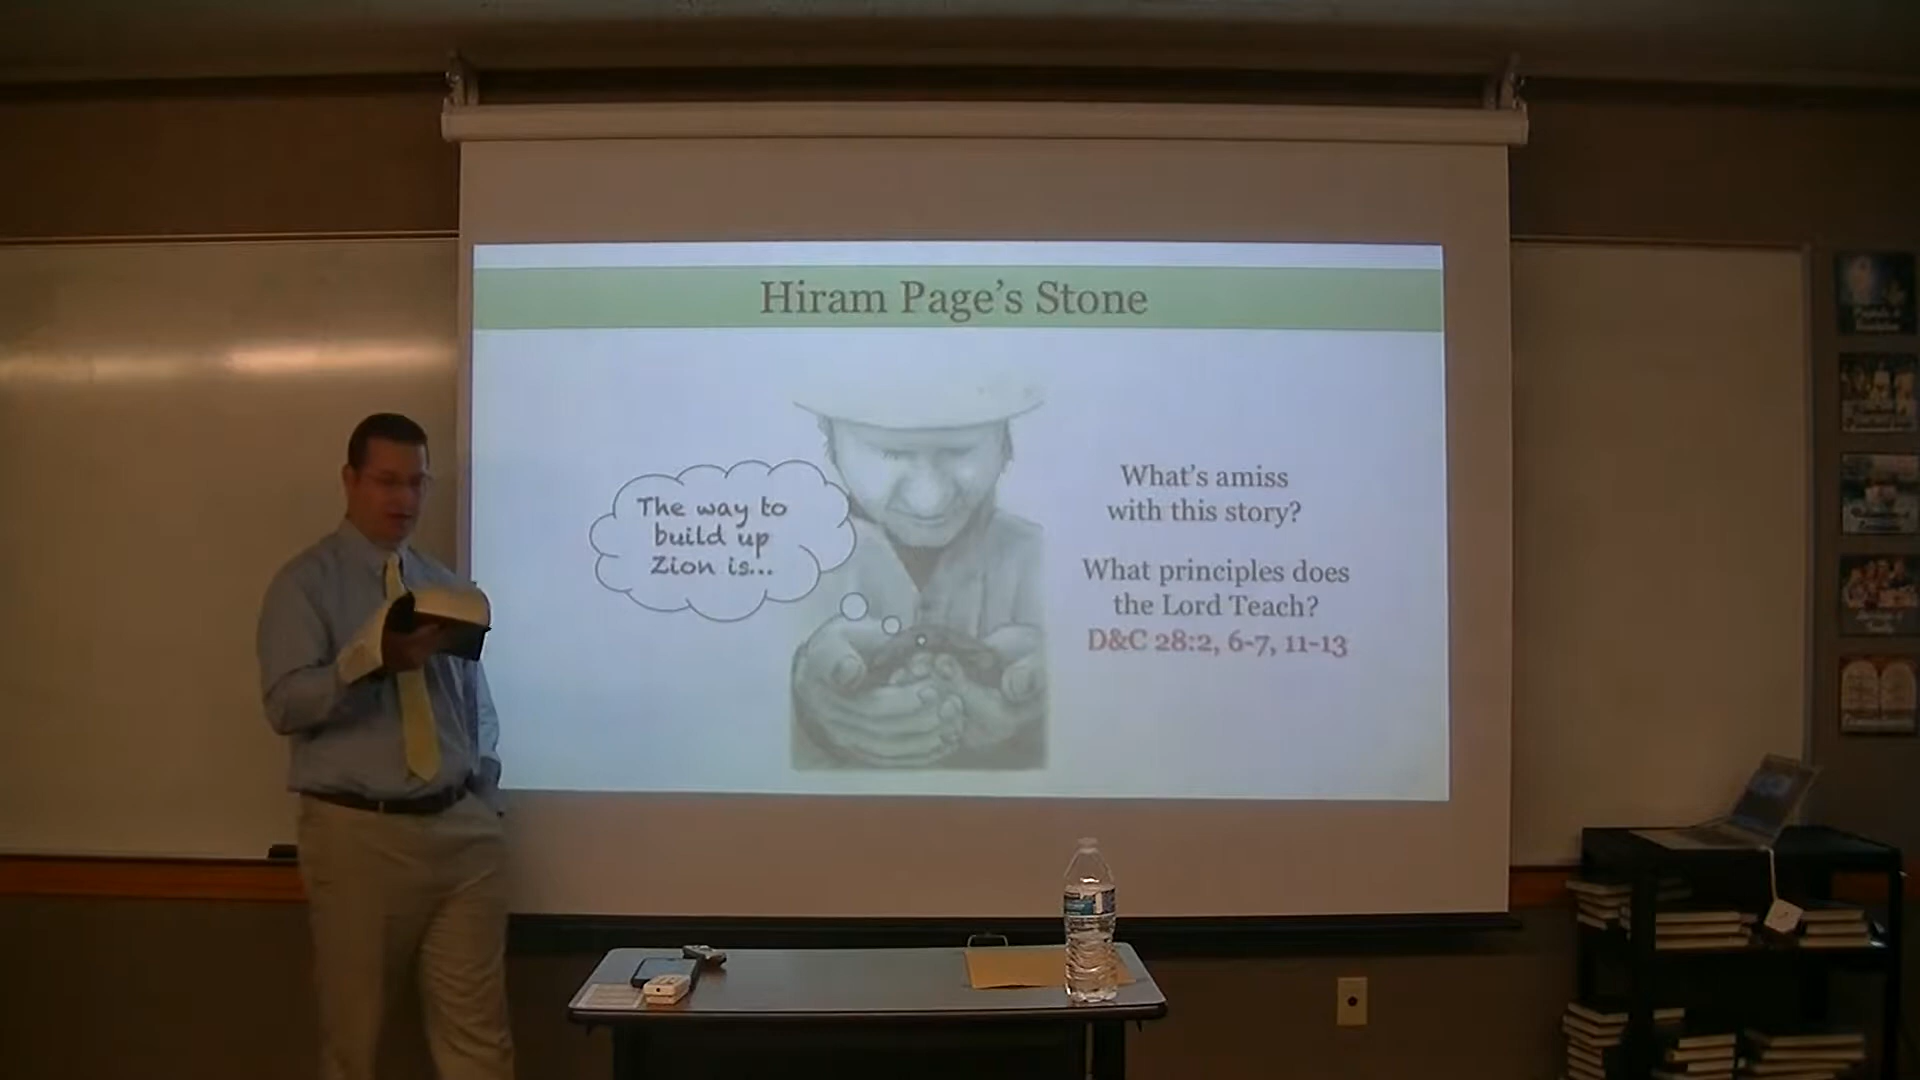 Hiram Page's Stone
The way to
build up
Zion is...
What's amiss
with this story?
What principles does
the Lord Teach?
D&C 28:2, 6-7, 11-13